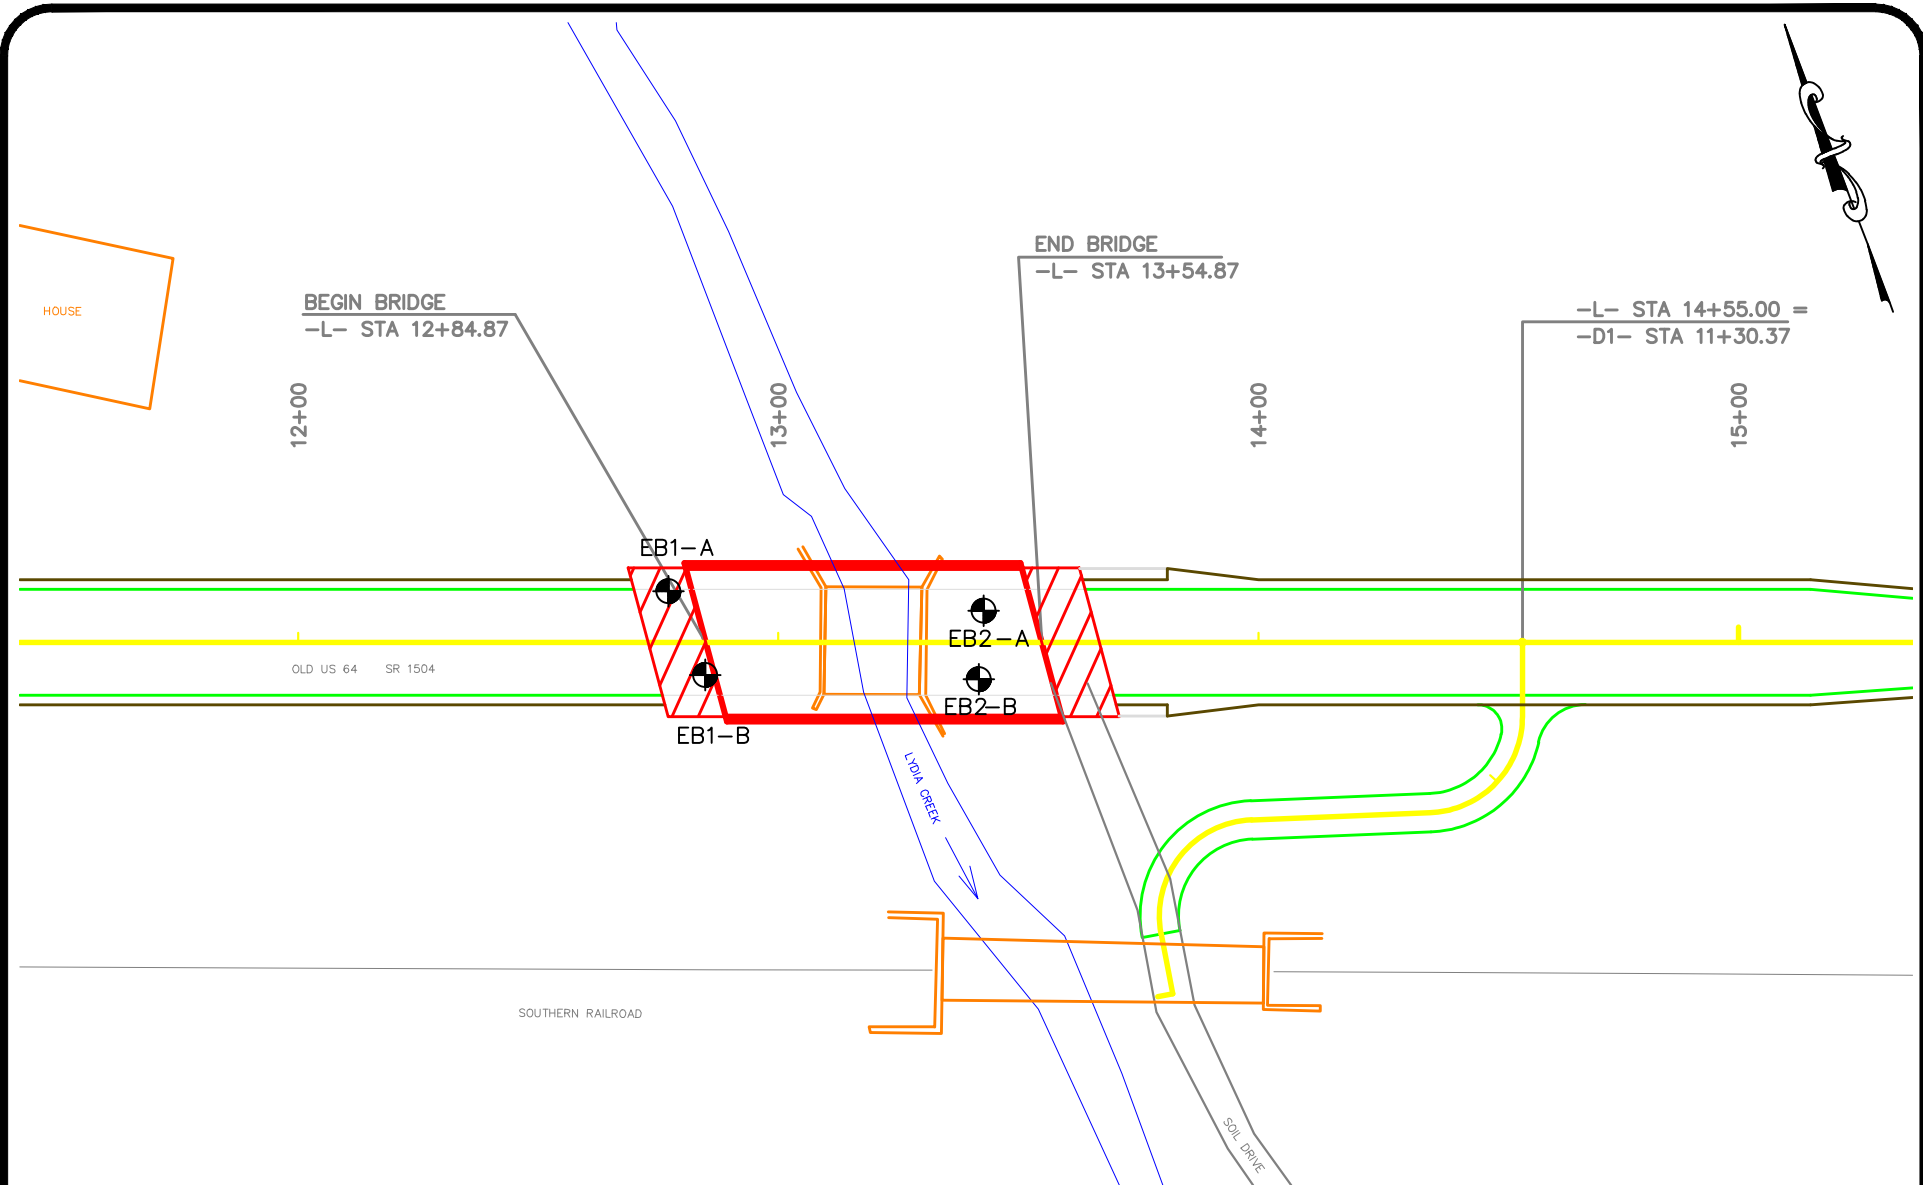 END BRIDGE
-L- STA 13+54.87
BEGIN BRIDGE
-L- STA 12+84.87
HOUSE
-L- STA 14+55.00 =
-D1- STA 11+30.37
12+00
13+00
14+00
15+00
EB1-A
EB2-A
OLD US 64 SR 1504
EB2-B
EB1-B
LYDIA CREEK
SOUTHERN RAILROAD
SOIL DRIVE